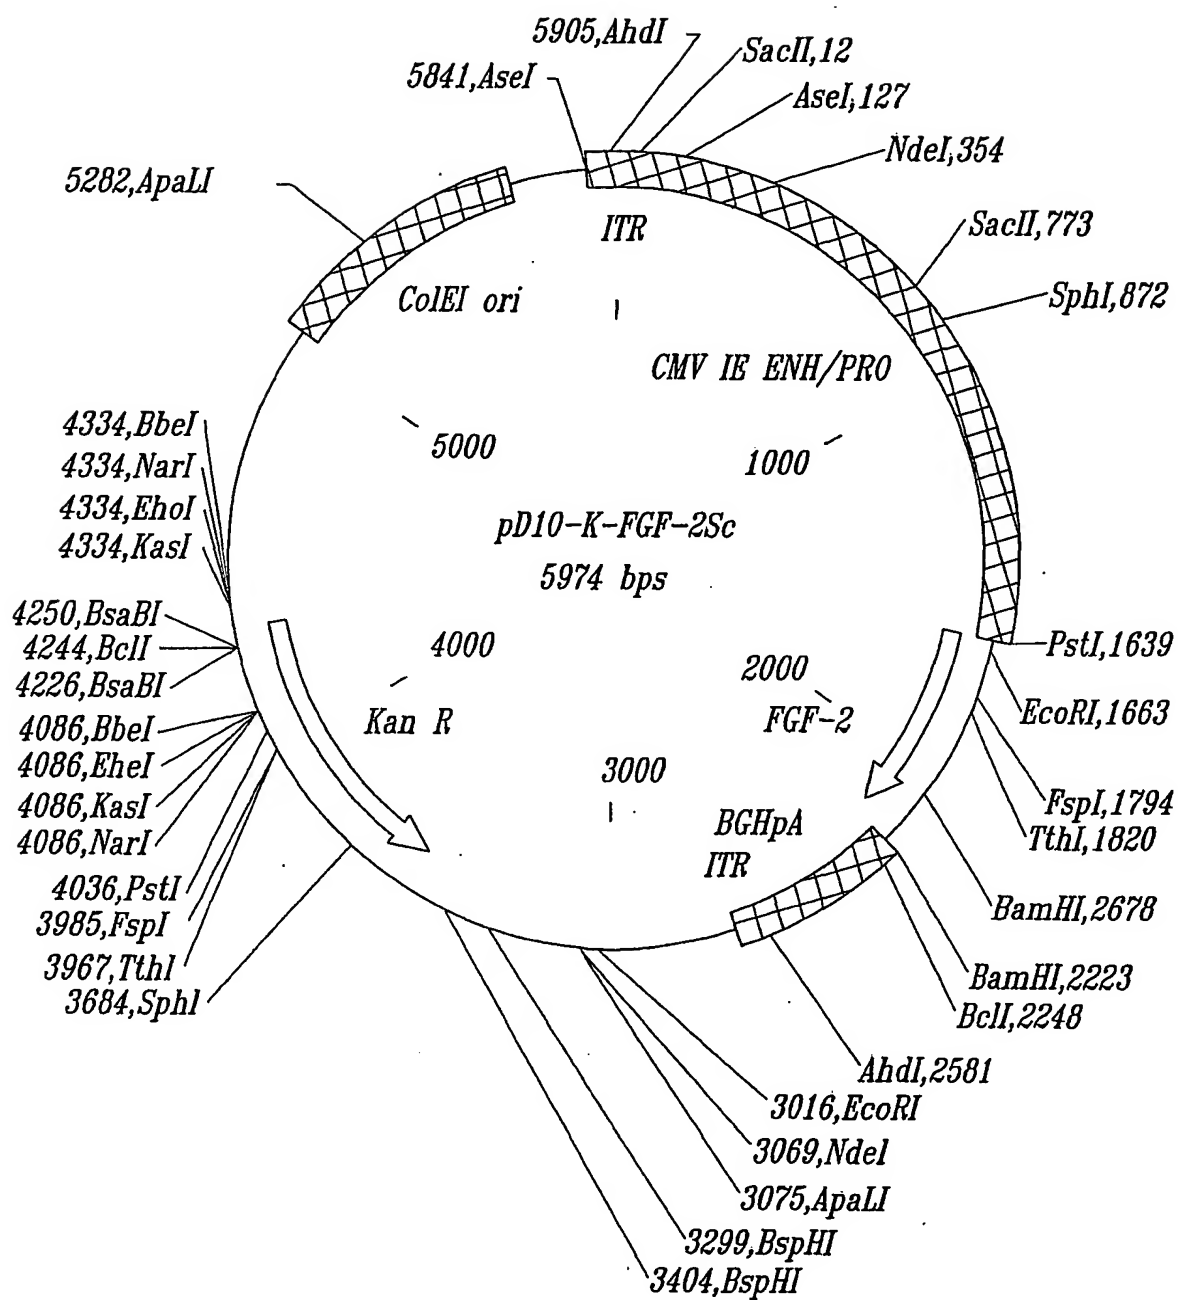 5905,AhdI
5841,AseI
SacII,12
AseI,127
NdeI,354
5282,ApaLI
SacII,773
ITR
SphI,872
ColEI ori
CMV IE ENH/PRO
4334,BbeI
4334,NarI
4334,EhoI
4334,KasI
5000
1000
pD10-K-FGF-2Sc
5974 bps
4250,BsaBI
4244,BclI
4226,BsaBI
4000
2000
PstI,1639
EcoRI,1663
4086,BbeI
4086,EheI
4086,KasI
4086,NarI
Kan R
FGF-2
3000
FspI,1794
TthI,1820
BGHpA
ITR
4036,PstI
3985,FspI
3967,TthI
3684,SphI
BamHI,2678
BamHI,2223
BclI,2248
AhdI,2581
3016,EcoRI
3069,NdeI
3075,ApaLI
3299,BspHI
3404,BspHI